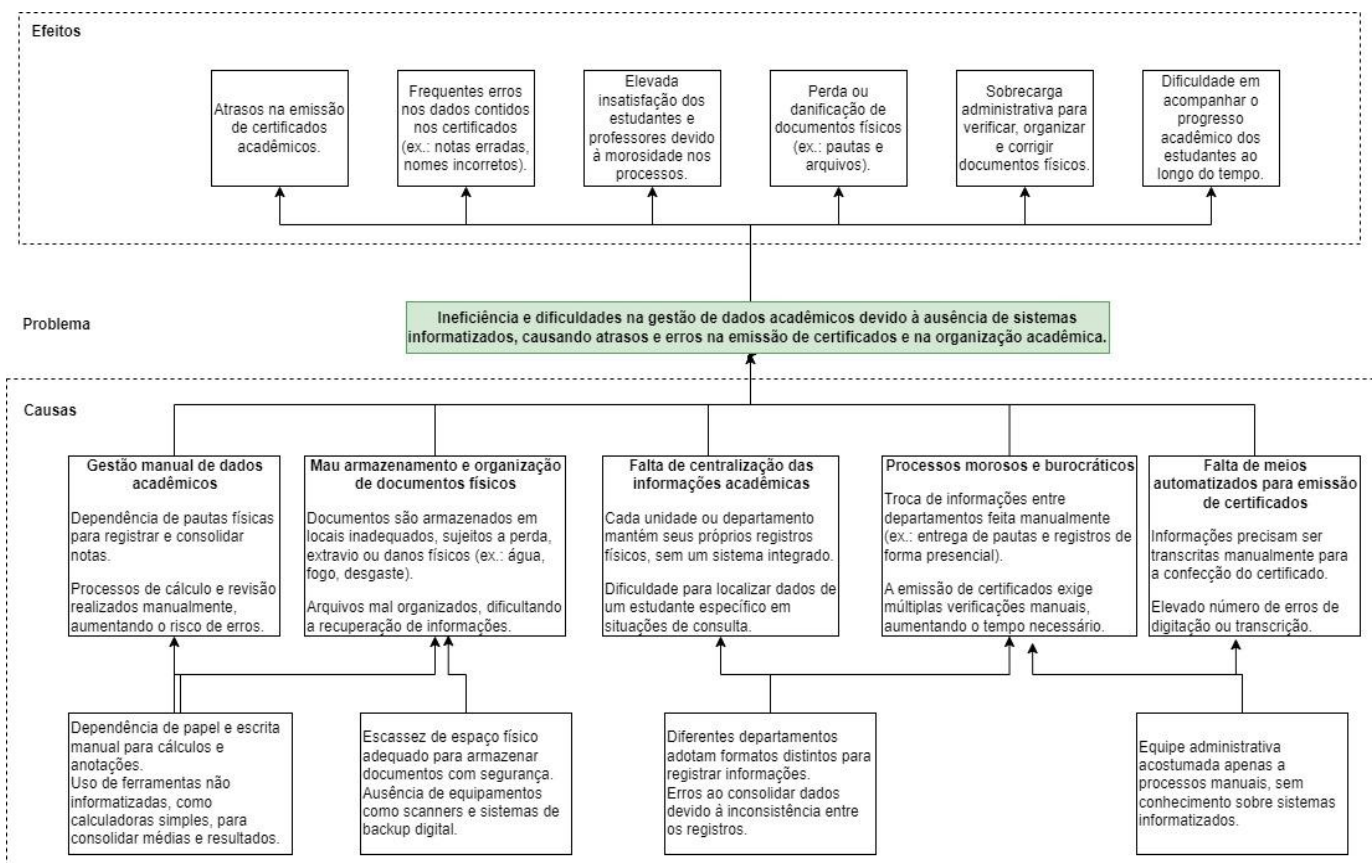 Efeitos
Atrasos na emissão
de certificados
acadêmicos.
Frequentes erros
nos dados contidos
nos certificados
(ex.: notas erradas,
nomes incorretos).
Elevada
insatisfação dos
estudantes e
professores devido
à morosidade nos
processos.
Perda ou
danificação de
documentos físicos
(ex.: pautas e
arquivos).
Sobrecarga
administrativa para
verificar, organizar
e corrigir
documentos físicos.
Dificuldade em
acompanhar o
progresso
acadêmico dos
estudantes ao
longo do tempo.
Problema
Ineficiência e dificuldades na gestão de dados acadêmicos devido à ausência de sistemas
informatizados, causando atrasos e erros na emissão de certificados e na organização acadêmica.
Causas
Gestão manual de dados
acadêmicos
Dependência de pautas físicas
para registrar e consolidar
notas.
Processos de cálculo e revisão
realizados manualmente,
aumentando o risco de erros.
Mau armazenamento e organização
de documentos físicos
Documentos são armazenados em
locais inadequados, sujeitos a perda,
extravio ou danos físicos (ex.: água,
fogo, desgaste).
Arquivos mal organizados, dificultando
a recuperação de informações.
Falta de centralização das
informações acadêmicas
Cada unidade ou departamento
mantém seus próprios registros
físicos, sem um sistema integrado.
Dificuldade para localizar dados de
um estudante específico em
situações de consulta.
Processos morosos e burocráticos
Troca de informações entre
departamentos feita manualmente
(ex.: entrega de pautas e registros de
forma presencial).
A emissão de certificados exige
múltiplas verificações manuais,
aumentando o tempo necessário.
Falta de meios
automatizados para emissão
de certificados
Informações precisam ser
transcritas manualmente para
a confecção do certificado.
Elevado número de erros de
digitação ou transcrição.
Dependência de papel e escrita
manual para cálculos e
anotações.
Uso de ferramentas não
informatizadas, como
calculadoras simples, para
consolidar médias e resultados.
Escassez de espaço físico
adequado para armazenar
documentos com segurança.
Ausência de equipamentos
como scanners e sistemas de
backup digital.
Diferentes departamentos
adotam formatos distintos para
registrar informações.
Erros ao consolidar dados
devido à inconsistência entre
os registros.
Equipe administrativa
acostumada apenas a
processos manuais, sem
conhecimento sobre sistemas
informatizados.